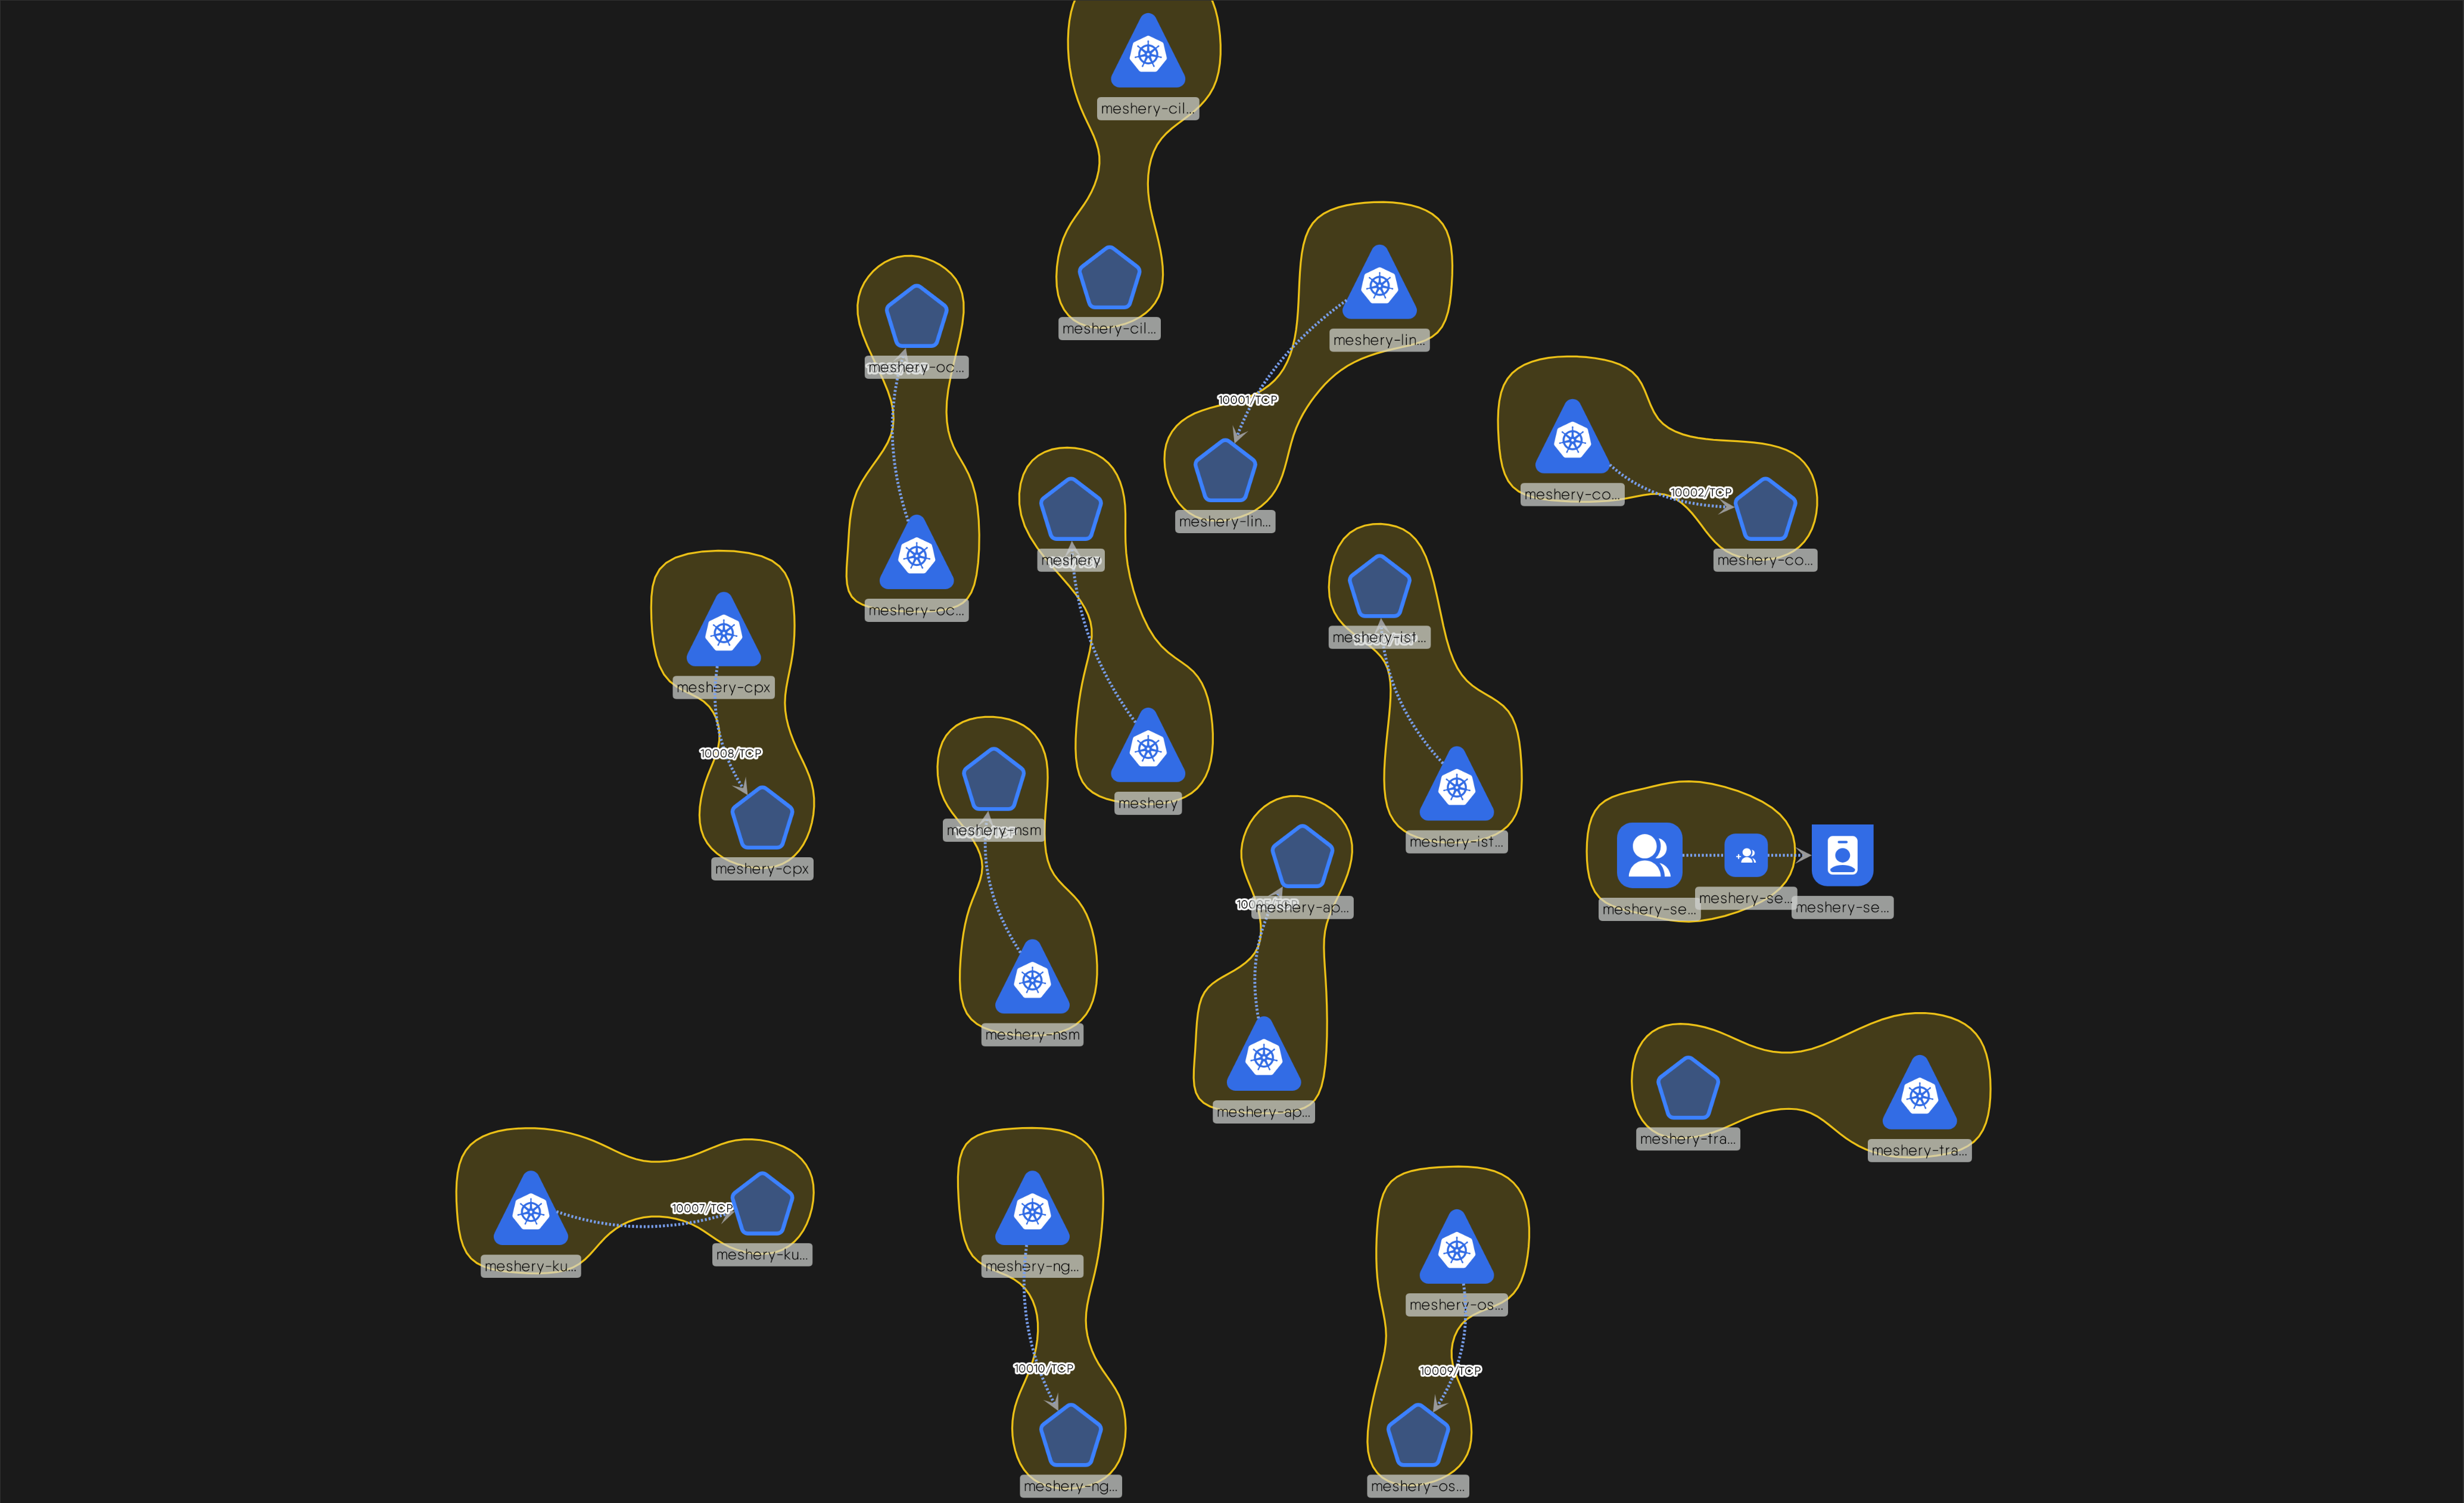 meshery-cil...
meshery-cil...
meshery-lin...
meshery-oc...
10001/TCP
meshery-lin...
meshery-co...
10002/TCP
meshery-co...
meshery
meshery-oc...
meshery-ist...
meshery-cpx
10008/TCP
meshery
meshery-nsm
meshery-ist...
meshery-cpx
meshery-ap...
meshery-se...
meshery-se...
meshery-se...
meshery-nsm
meshery-ap...
meshery-tra...
meshery-tra...
10007/TCP
meshery-ku...
meshery-ku...
meshery-ng...
meshery-os...
10010/TCP
10009/TCP
meshery-ng...
meshery-os...